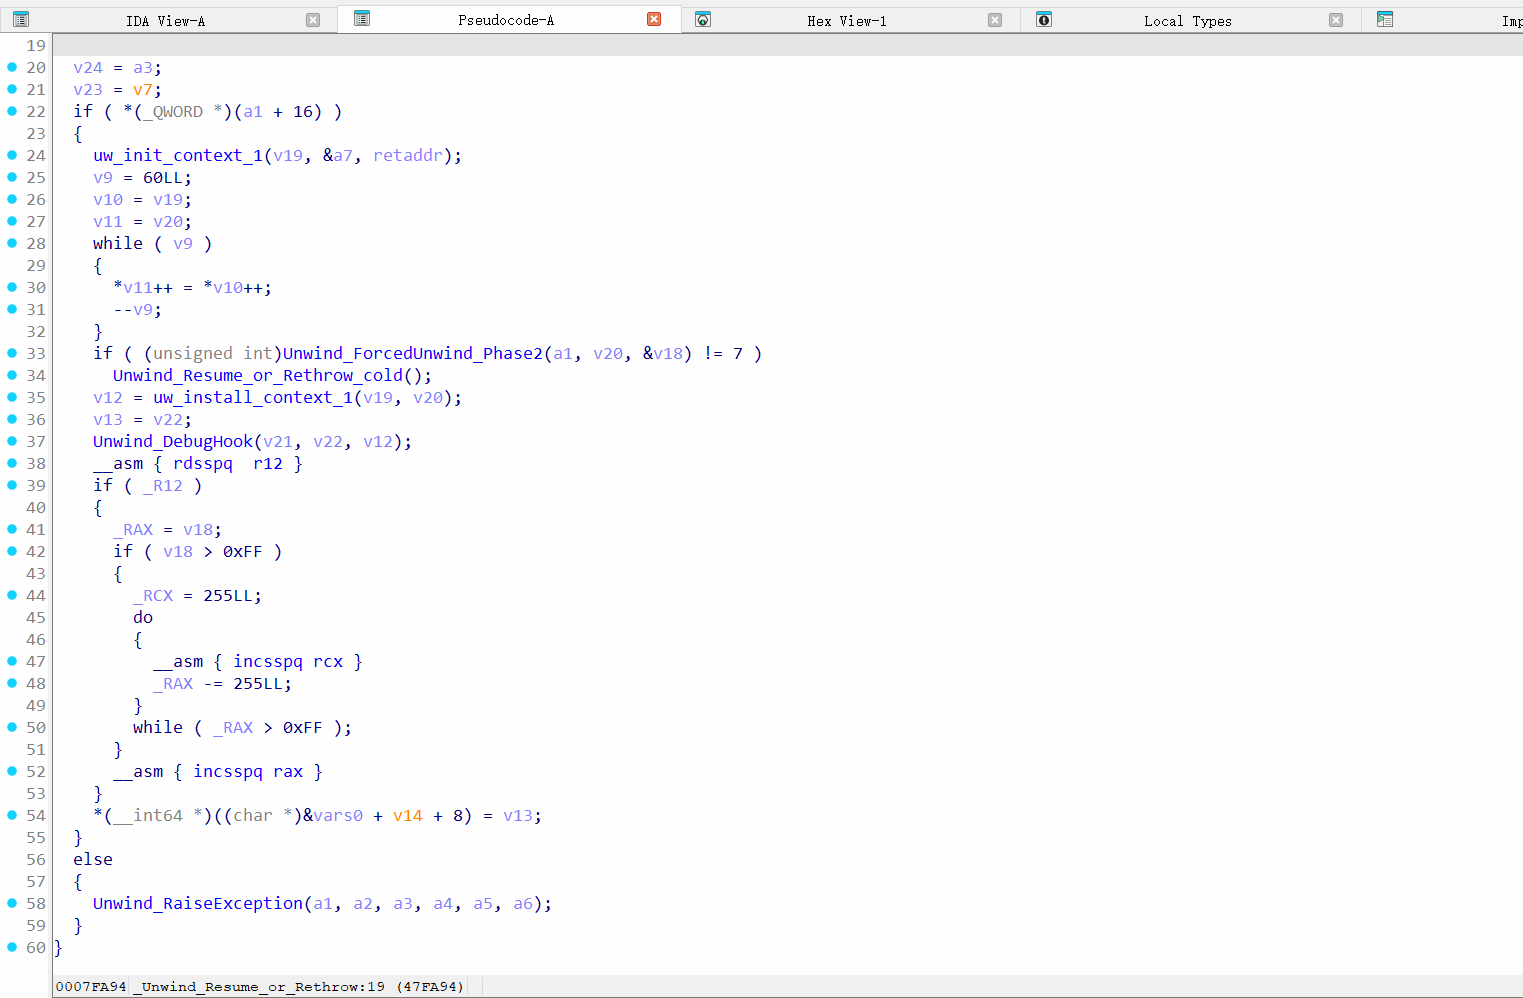 IDA View-A Pseudocode-A Hex View-1 Local Types Imp
19
20 v24 = a3;
21 v23 = v7;
22 if ( *(_QWORD *)(a1 + 16) )
23 {
24 uw_init_context_1(v19, &a7, retaddr);
25 v9 = 60LL;
26 v10 = v19;
27 v11 = v20;
28 while ( v9 )
29 {
30 *v11++ = *v10++;
31 --v9;
32 }
33 if ( (unsigned int)Unwind_ForcedUnwind_Phase2(a1, v20, &v18) != 7 )
34 Unwind_Resume_or_Rethrow_cold();
35 v12 = uw_install_context_1(v19, v20);
36 v13 = v22;
37 Unwind_DebugHook(v21, v22, v12);
38 __asm { rdsspq  r12 }
39 if ( _R12 )
40 {
41 _RAX = v18;
42 if ( v18 > 0xFF )
43 {
44 _RCX = 255LL;
45 do
46 {
47 __asm { incsspq rcx }
48 _RAX -= 255LL;
49 }
50 while ( _RAX > 0xFF );
51 }
52 __asm { incsspq rax }
53 }
54 *(__int64 *)((char *)&vars0 + v14 + 8) = v13;
55 }
56 else
57 {
58 Unwind_RaiseException(a1, a2, a3, a4, a5, a6);
59 }
60 }
0007FA94 _Unwind_Resume_or_Rethrow:19 (47FA94)